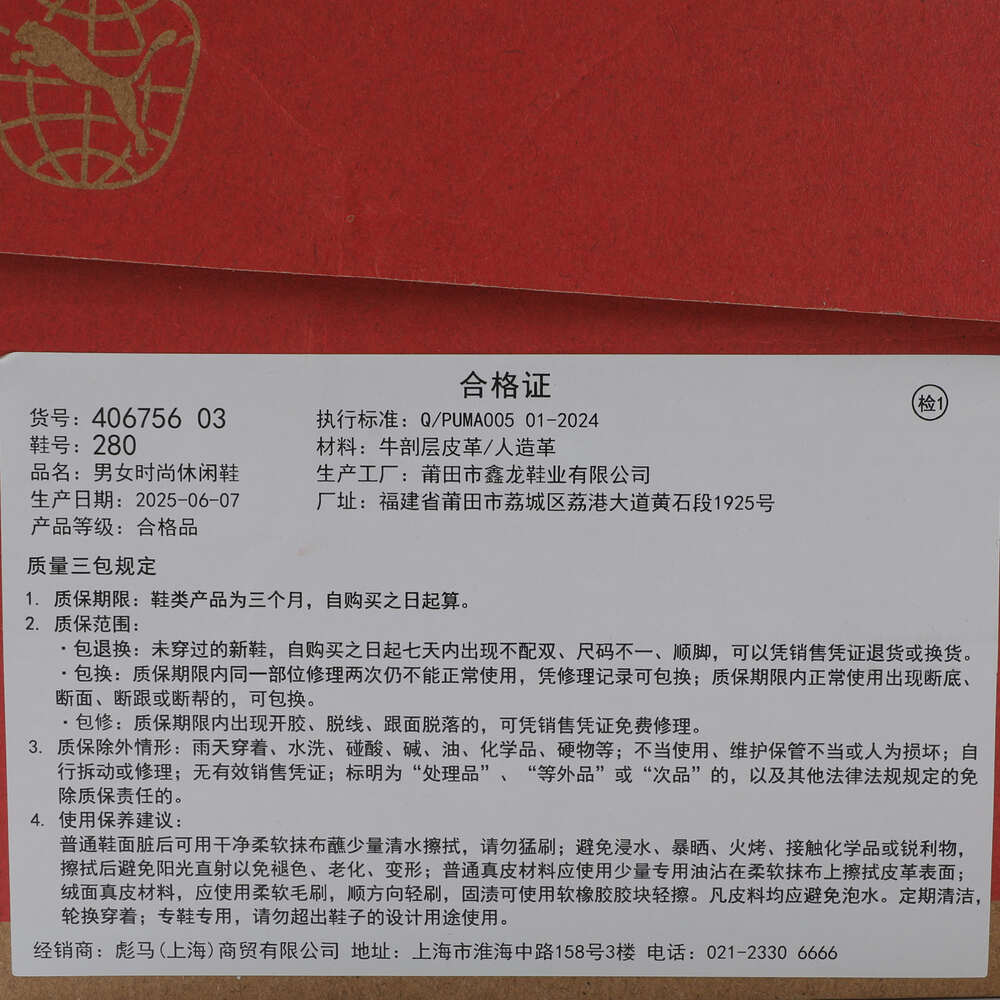 合格证
检1
货号：406756 03
执行标准：Q/PUMA005 01-2024
鞋号：280
材料：牛剖层皮革/人造革
品名：男女时尚休闲鞋
生产工厂：莆田市鑫龙鞋业有限公司
生产日期：2025-06-07
厂址：福建省莆田市荔城区荔港大道黄石段1925号
产品等级：合格品
质量三包规定
1. 质保期限：鞋类产品为三个月，自购买之日起算。
2. 质保范围：
·包退换：未穿过的新鞋，自购买之日起七天内出现不配双、尺码不一、顺脚，可以凭销售凭证退货或换货。
·包换：质保期限内同一部位修理两次仍不能正常使用，凭修理记录可包换；质保期限内正常使用出现断底、
断面、断跟或断帮的，可包换。
·包修：质保期限内出现开胶、脱线、跟面脱落的，可凭销售凭证免费修理。
3. 质保除外情形：雨天穿着、水洗、碰酸、碱、油、化学品、硬物等；不当使用、维护保管不当或人为损坏；自
行拆动或修理；无有效销售凭证；标明为“处理品”、“等外品”或“次品”的，以及其他法律法规规定的免
除质保责任的。
4. 使用保养建议：
普通鞋面脏后可用干净柔软抹布蘸少量清水擦拭，请勿猛刷；避免浸水、暴晒、火烤、接触化学品或锐利物，
擦拭后避免阳光直射以免褪色、老化、变形；普通真皮材料应使用少量专用油沾在柔软抹布上擦拭皮革表面；
绒面真皮材料，应使用柔软毛刷，顺方向轻刷，固渍可使用软橡胶胶块轻擦。凡皮料均应避免泡水。定期清洁，
轮换穿着；专鞋专用，请勿超出鞋子的设计用途使用。
经销商：彪马(上海)商贸有限公司 地址：上海市淮海中路158号3楼 电话：021-2330 6666